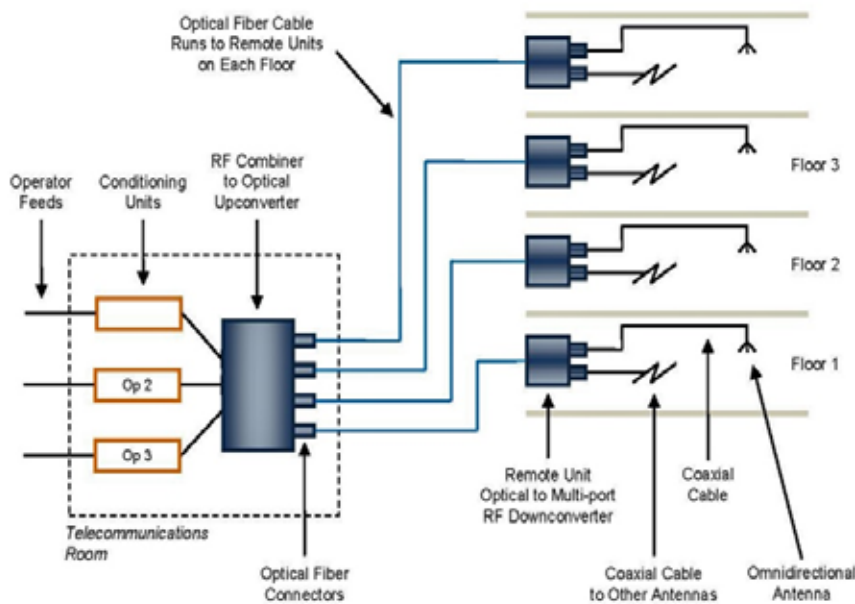 Optical Fiber Cable
Runs to Remote Units
on Each Floor
RF Combiner
to Optical
Upconverter
Operator
Feeds
Conditioning
Units
Floor 3
Floor 2
Floor 1
Op 2
Op 3
Telecommunications
Room
Optical Fiber
Connectors
Remote Unit
Optical to Multi-port
RF Downconverter
Coaxial
Cable
Coaxial Cable
to Other Antennas
Omnidirectional
Antenna